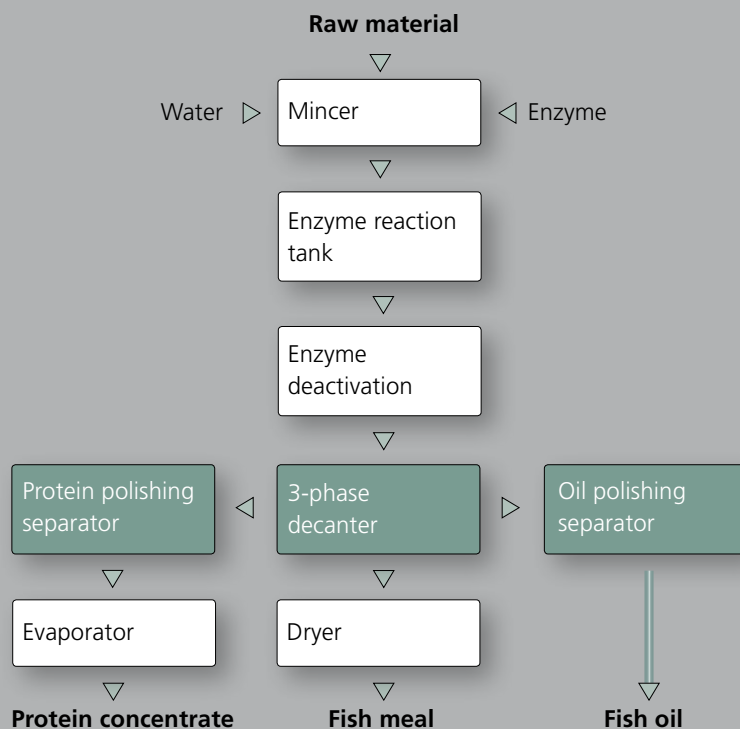 Raw material
Water
Mincer
Enzyme
Enzyme reaction
tank
Enzyme
deactivation
Protein polishing
separator
3-phase
decanter
Oil polishing
separator
Evaporator
Dryer
Protein concentrate
Fish meal
Fish oil